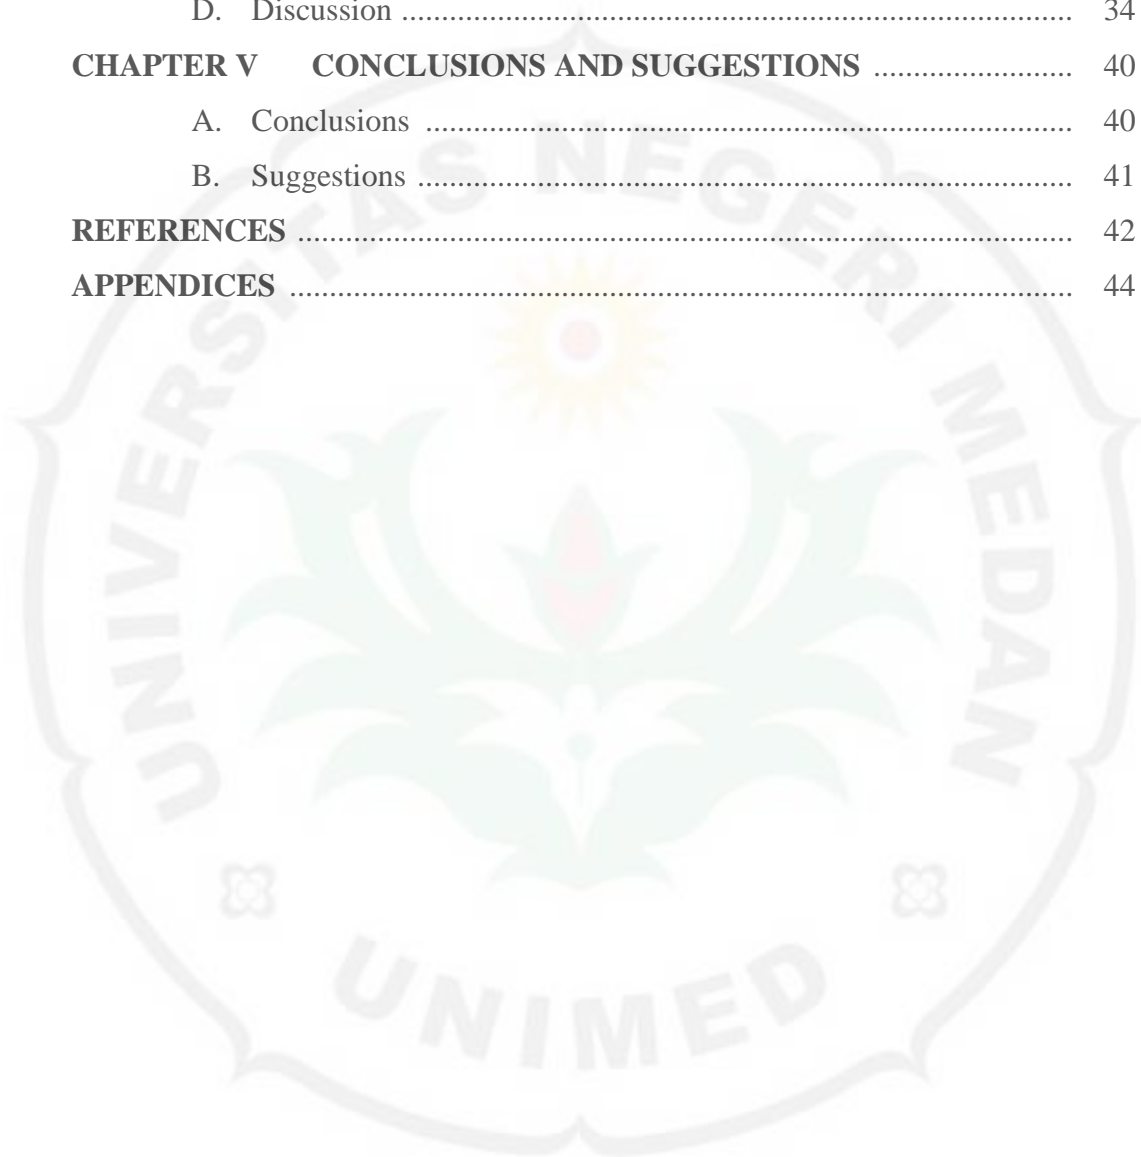 D. Discussion ........................................................................................ 34
CHAPTER V CONCLUSIONS AND SUGGESTIONS ......................... 40
A. Conclusions ..................................................................................... 40
B. Suggestions ...................................................................................... 41
REFERENCES ...................................................................................................... 42
APPENDICES ....................................................................................................... 44
UNIVERSITAS NEGERI MEDAN
UNIMED